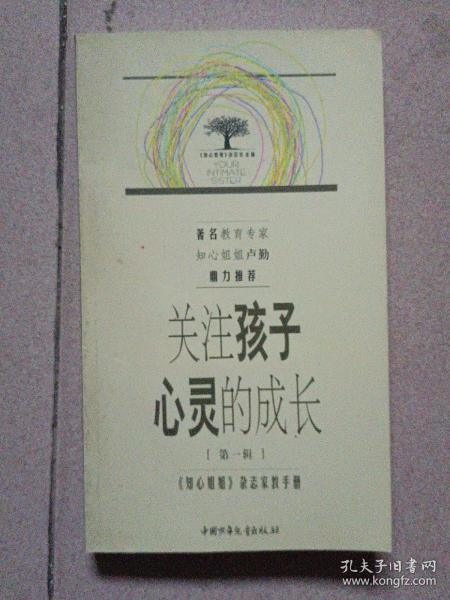 《知心姐姐》杂志社主编
YOUR
INTIMATE
SISTER
著名教育专家
知心姐姐卢勤
鼎力推荐
关注孩子
心灵的成长
[第一辑]
《知心姐姐》杂志家教手册
中国少年儿童出版社
孔夫子旧书网
www.kongfz.com